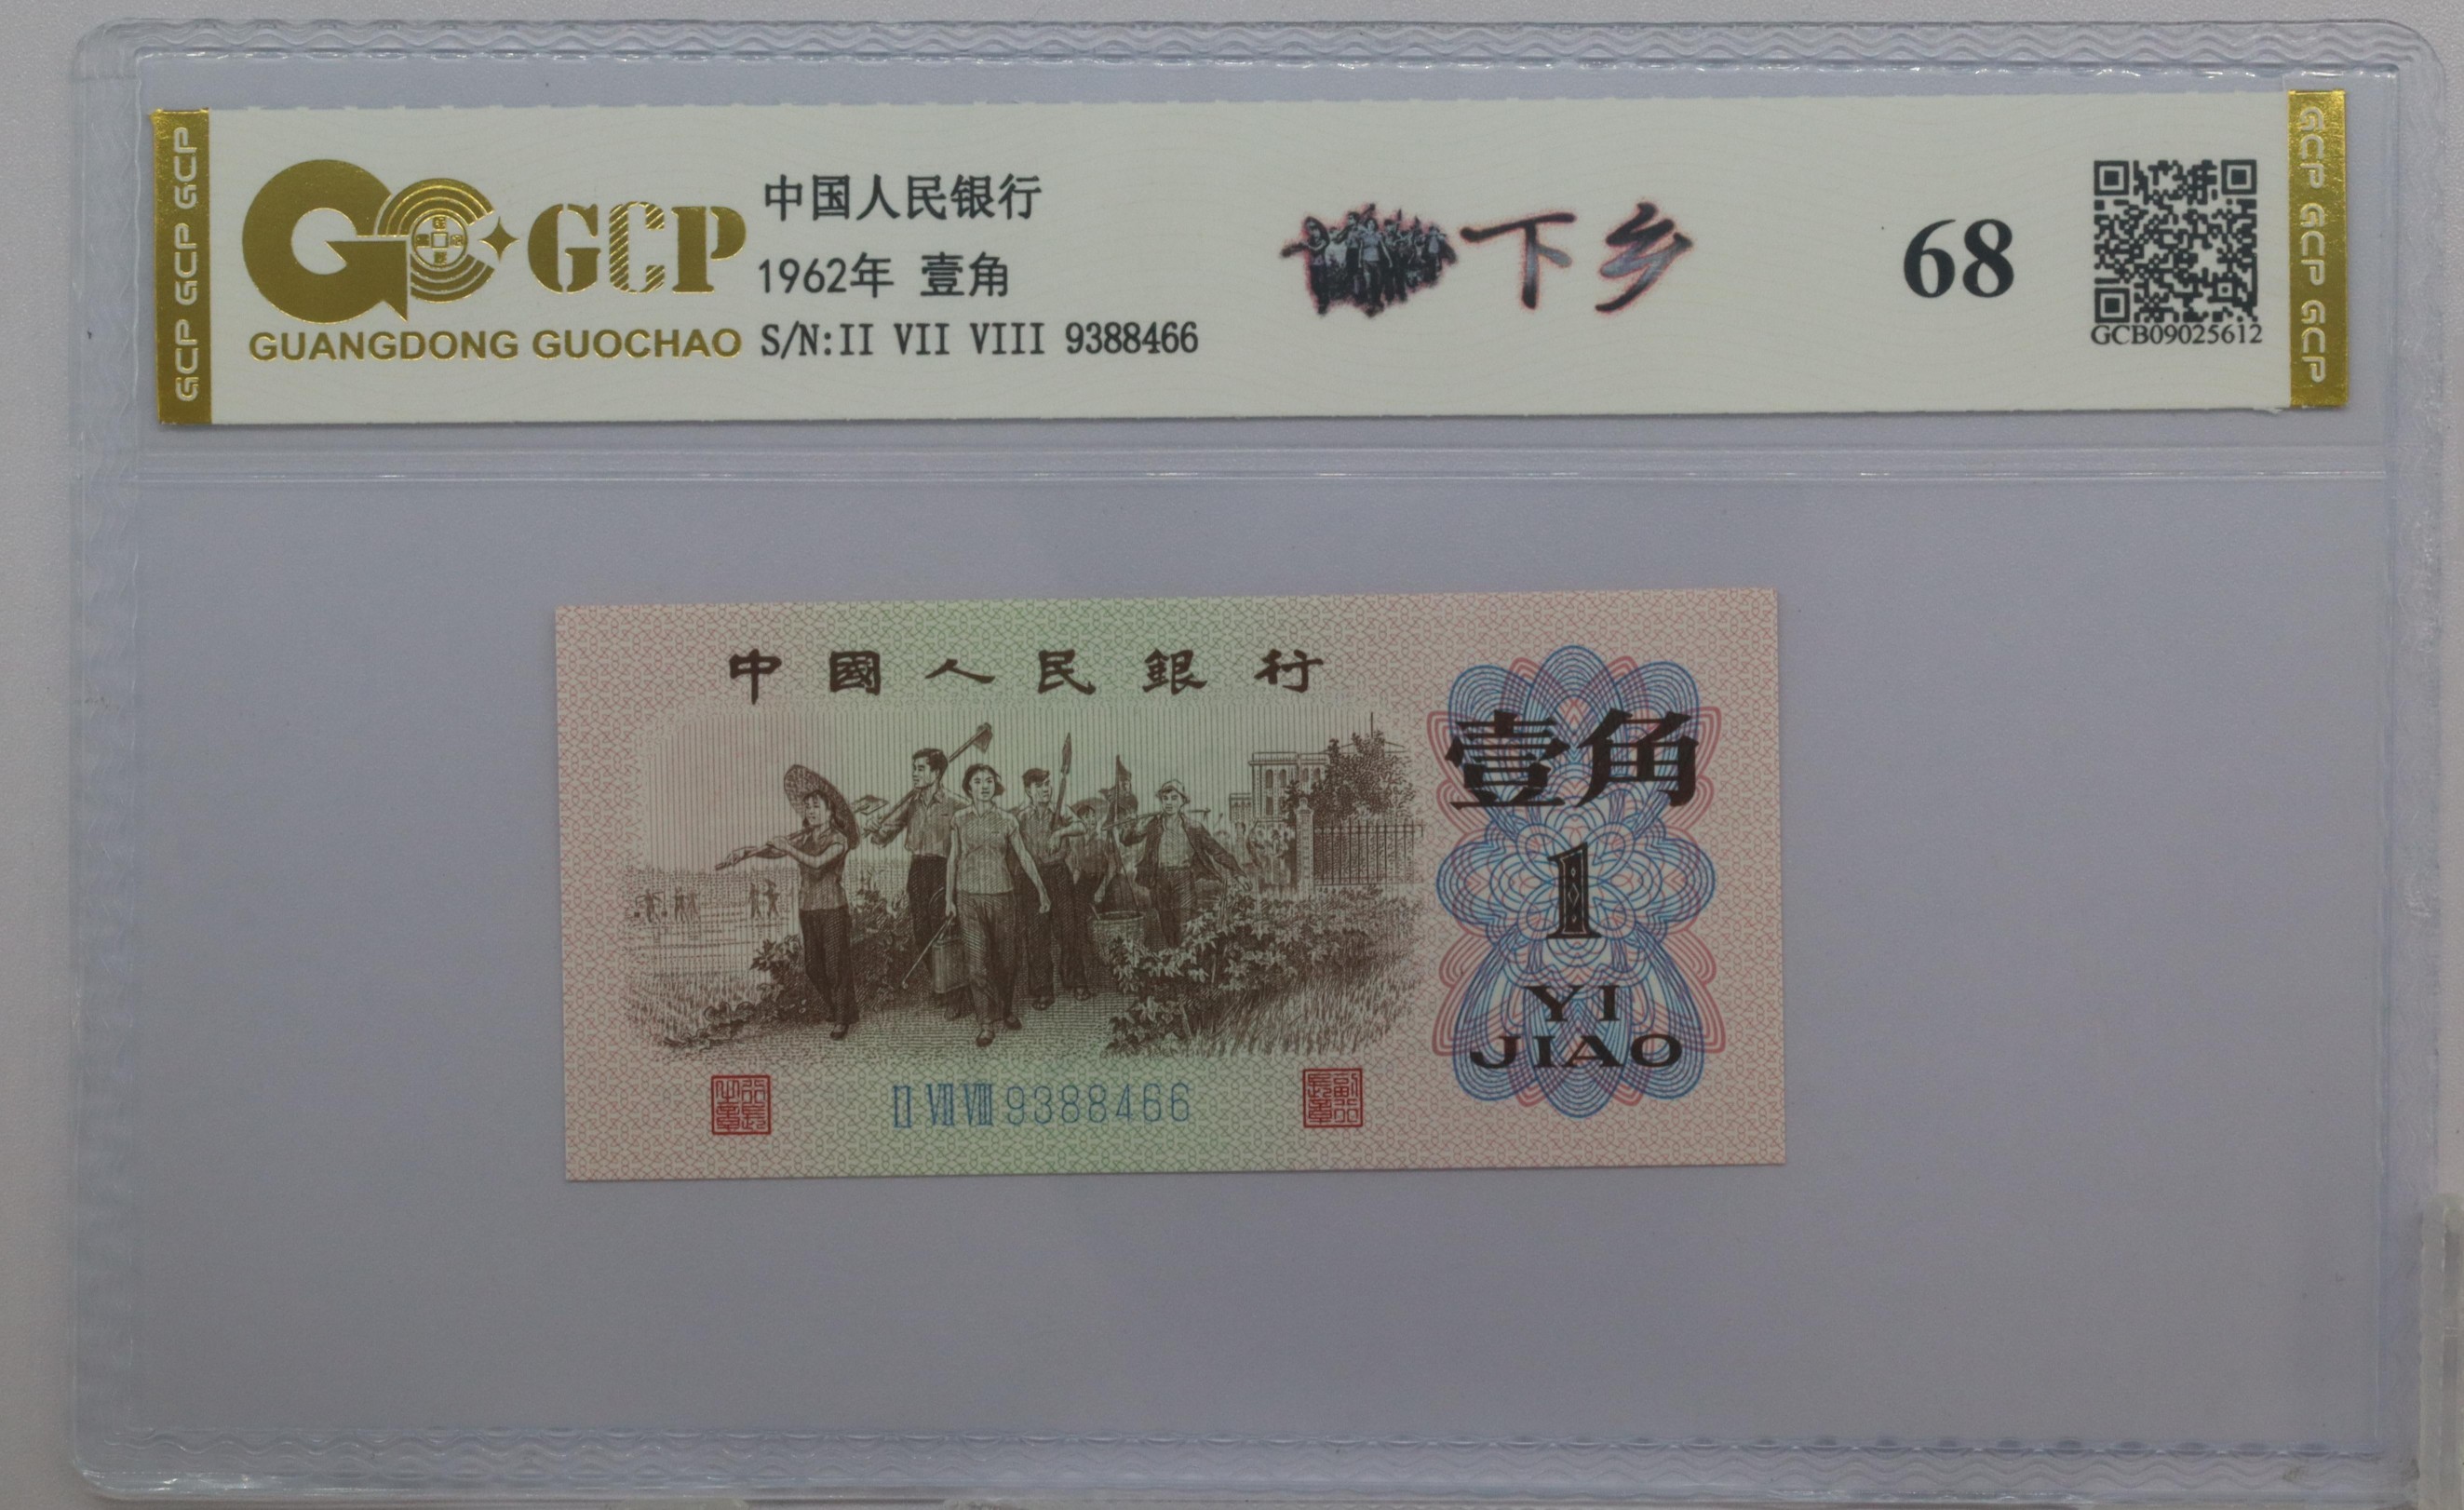 GCP GCP GCP
GCP
GUANGDONG GUOCHAO
中国人民银行
1962年 壹角
S/N:II VII VIII 9388466
下乡
68
GCB09025612
GCP GCP GCP
中國人民銀行
壹角
1
YI
JIAO
II VII VIII 9388466